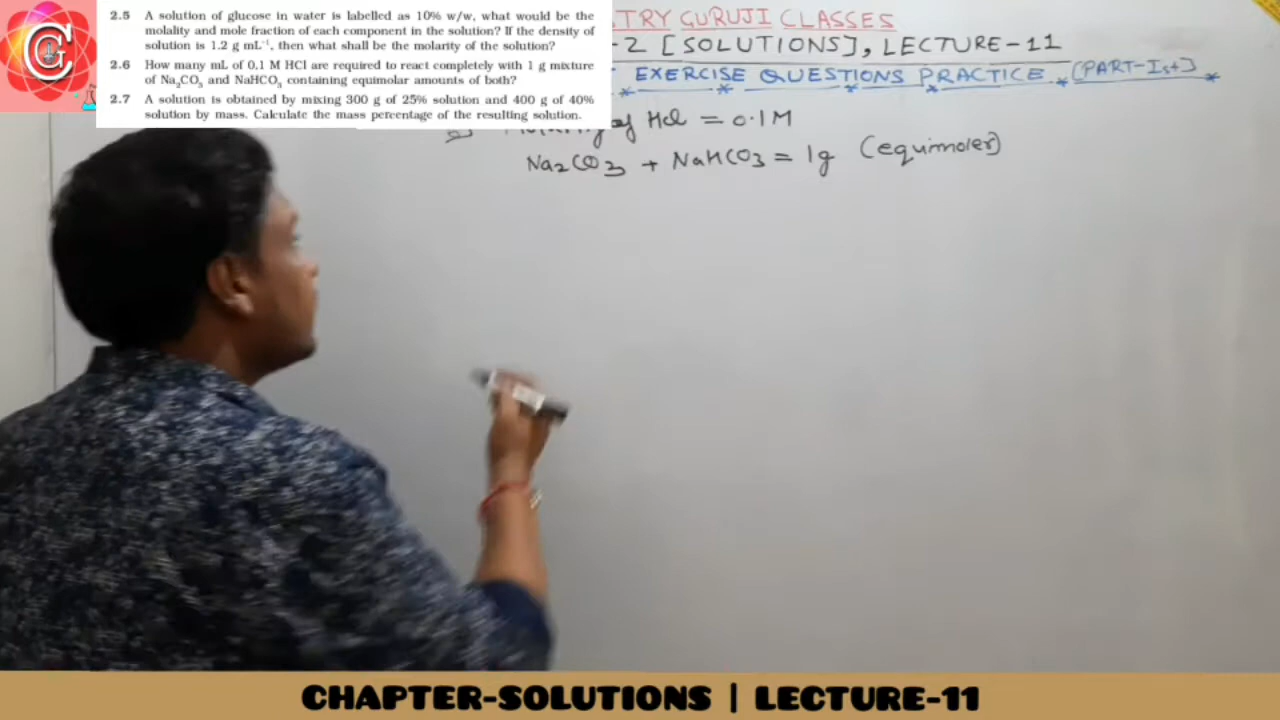 2.5 A solution of glucose in water is labelled as 10% w/w, what would be the
molality and mole fraction of each component in the solution? If the density of
solution is 1.2 g mL⁻¹, then what shall be the molarity of the solution?
2.6 How many mL of 0.1 M HCl are required to react completely with 1 g mixture
of Na₂CO₃ and NaHCO₃ containing equimolar amounts of both?
2.7 A solution is obtained by mixing 300 g of 25% solution and 400 g of 40%
solution by mass. Calculate the mass percentage of the resulting solution.
TRY GURUJI CLASSES
-2 [SOLUTIONS], LECTURE-11
EXERCISE QUESTIONS PRACTICE (PART-Ist)
of HCl = 0.1M
Na₂CO₃ + NaHCO₃ = 1g (equimoler)
CHAPTER-SOLUTIONS | LECTURE-11